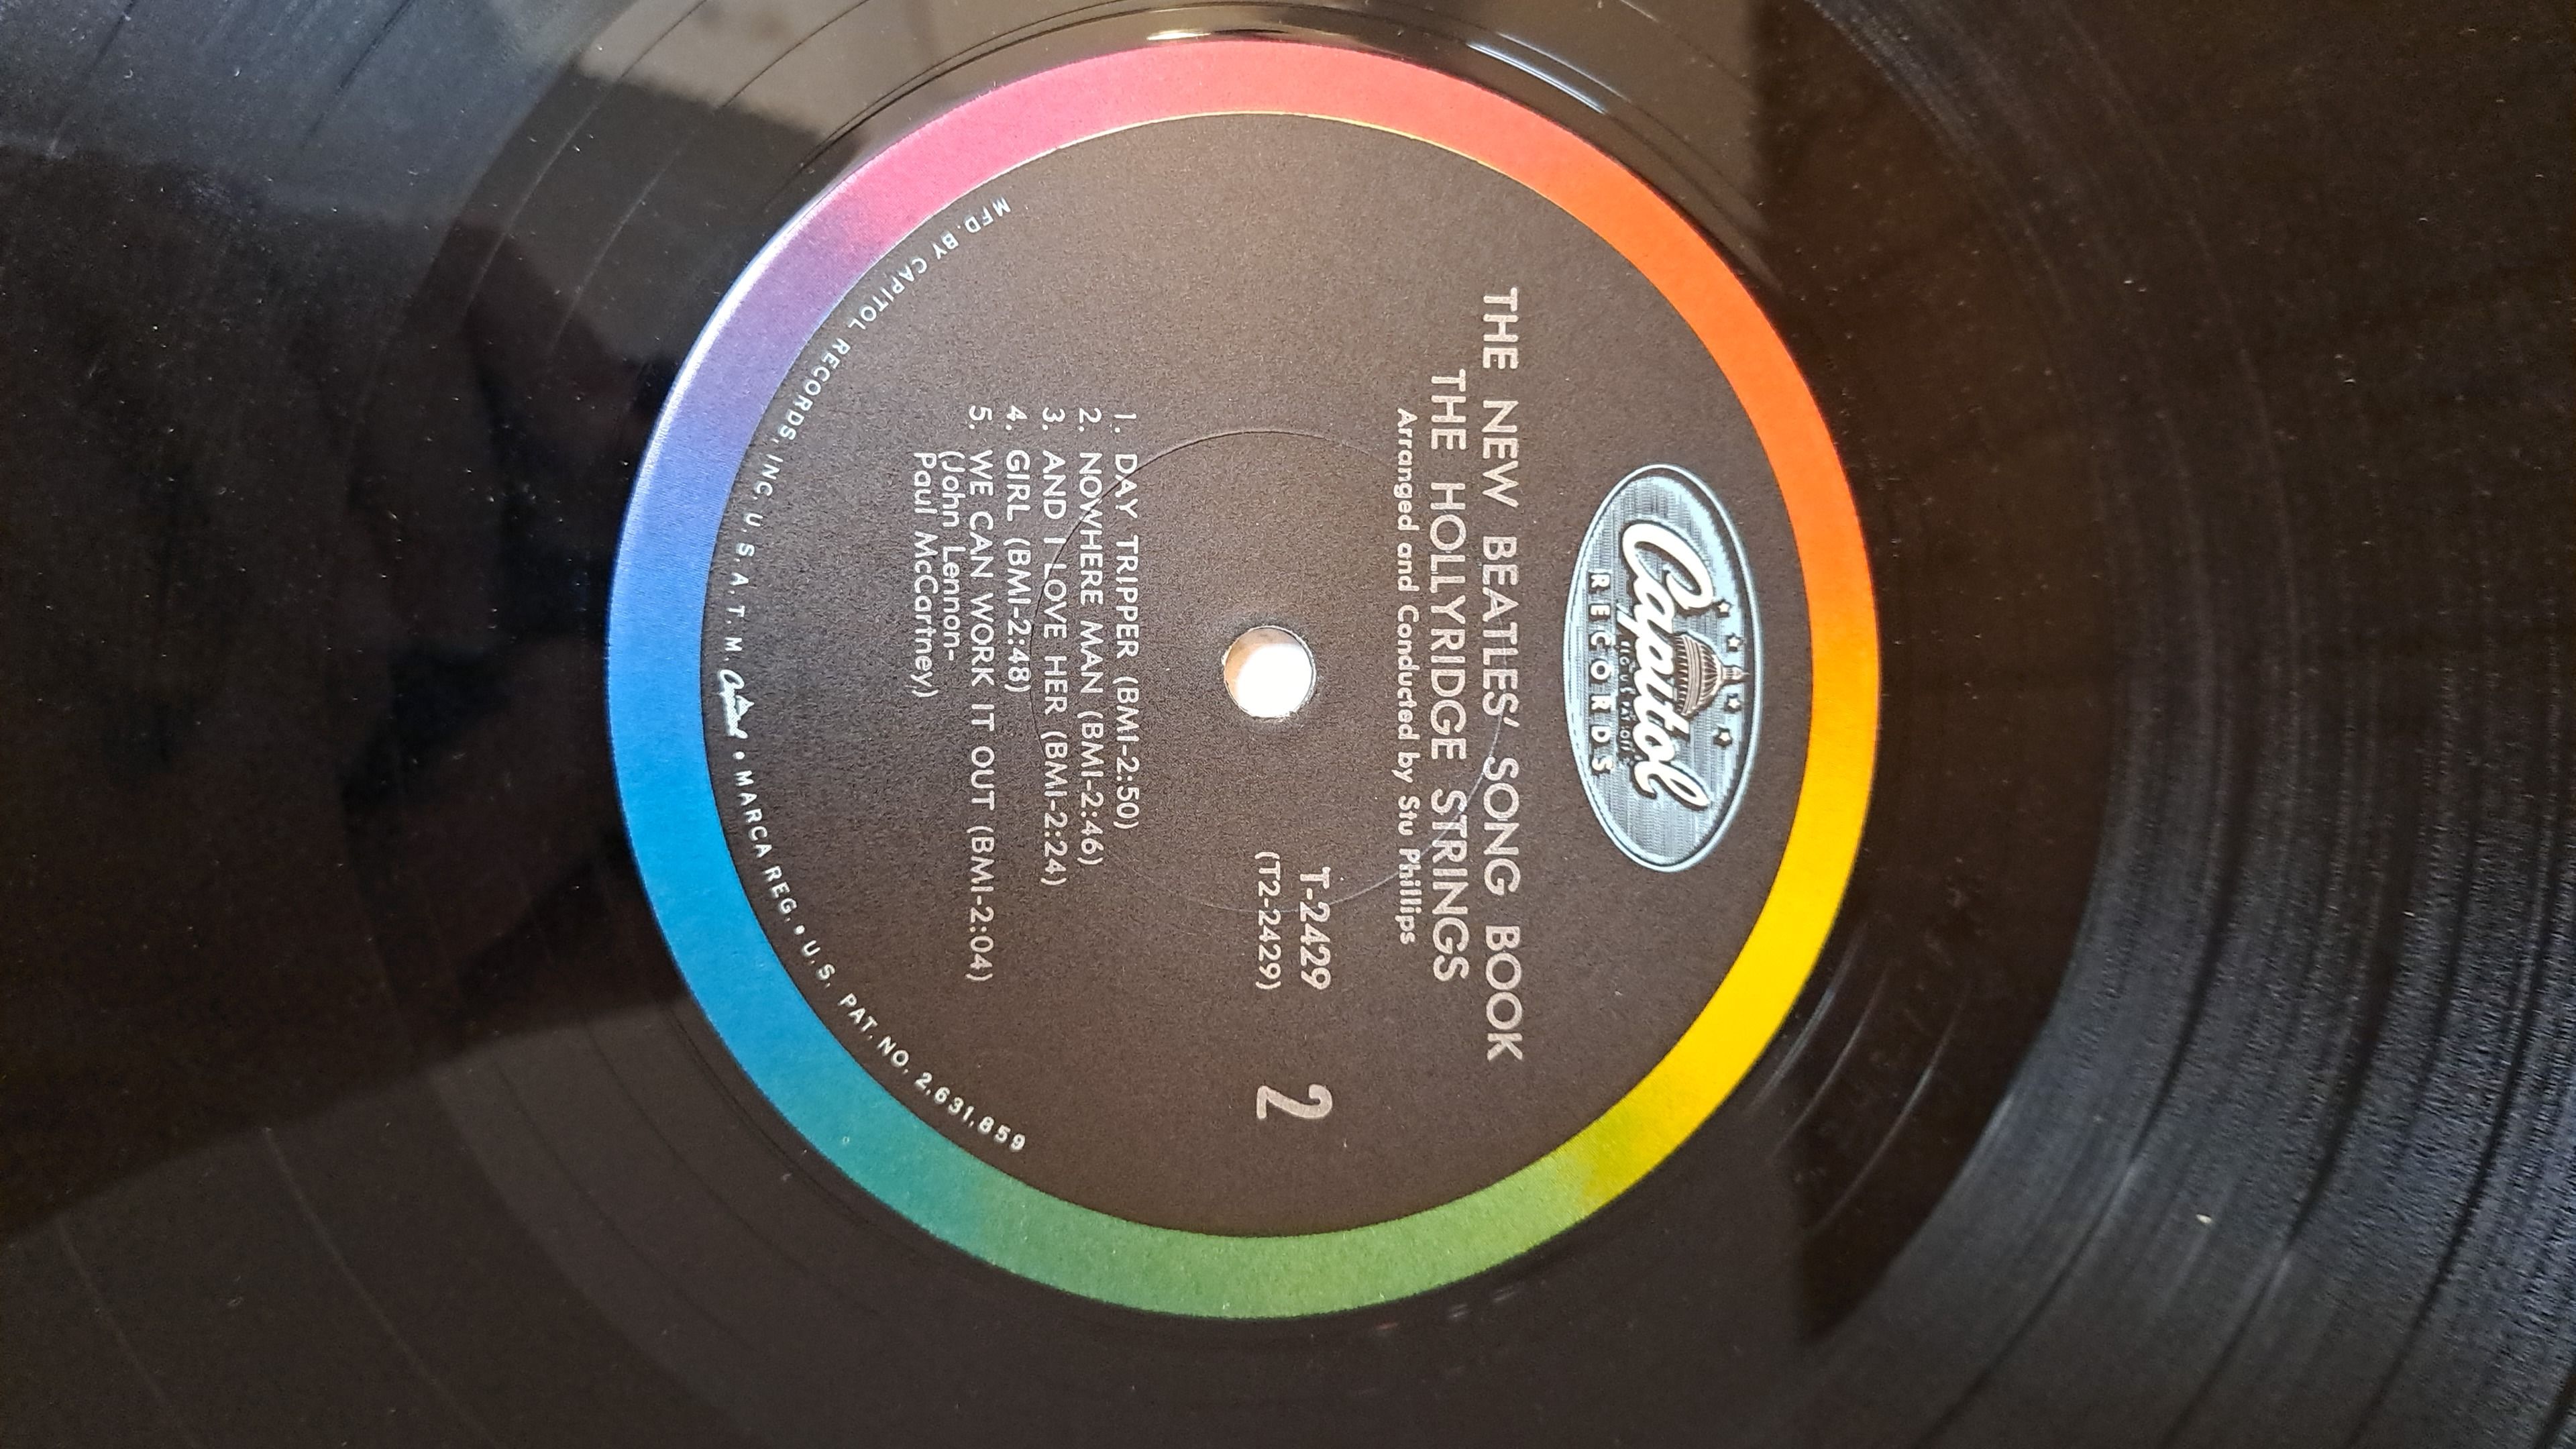 Capitol
RECORDS
THE NEW BEATLES' SONG BOOK
THE HOLLYRIDGE STRINGS
Arranged and Conducted by Stu Phillips
T-2429
(T2-2429)
2
1. DAY TRIPPER (BMI-2:50)
2. NOWHERE MAN (BMI-2:46)
3. AND I LOVE HER (BMI-2:24)
4. GIRL (BMI-2:48)
5. WE CAN WORK IT OUT (BMI-2:04)
(John Lennon-
Paul McCartney)
MFD. BY CAPITOL RECORDS, INC. U.S.A. T.M. Capitol • MARCA REG. • U.S. PAT. NO. 2,631,859